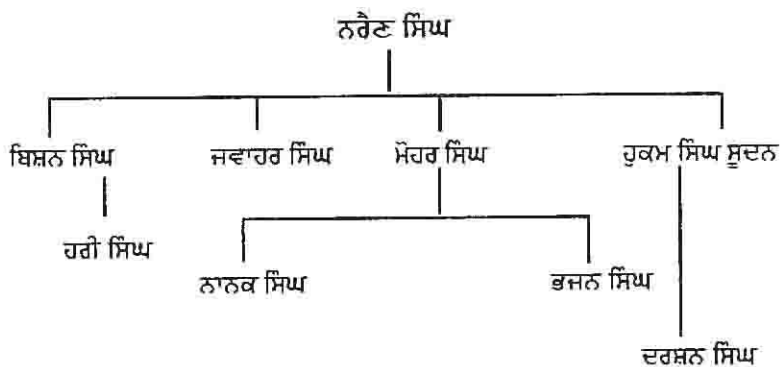 ਨਰੈਣ ਸਿੰਘ
ਬਿਸ਼ਨ ਸਿੰਘ ਜਵਾਹਰ ਸਿੰਘ ਮੋਹਰ ਸਿੰਘ ਹੁਕਮ ਸਿੰਘ ਸੂਦਨ
ਹਰੀ ਸਿੰਘ
ਨਾਨਕ ਸਿੰਘ ਭਜਨ ਸਿੰਘ
ਦਰਸ਼ਨ ਸਿੰਘ